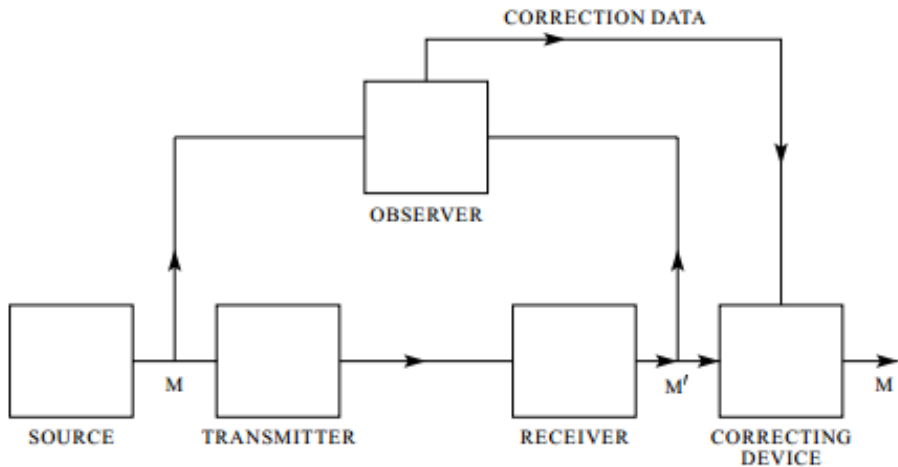 CORRECTION DATA
OBSERVER
M
M′
M
SOURCE
TRANSMITTER
RECEIVER
CORRECTING
DEVICE